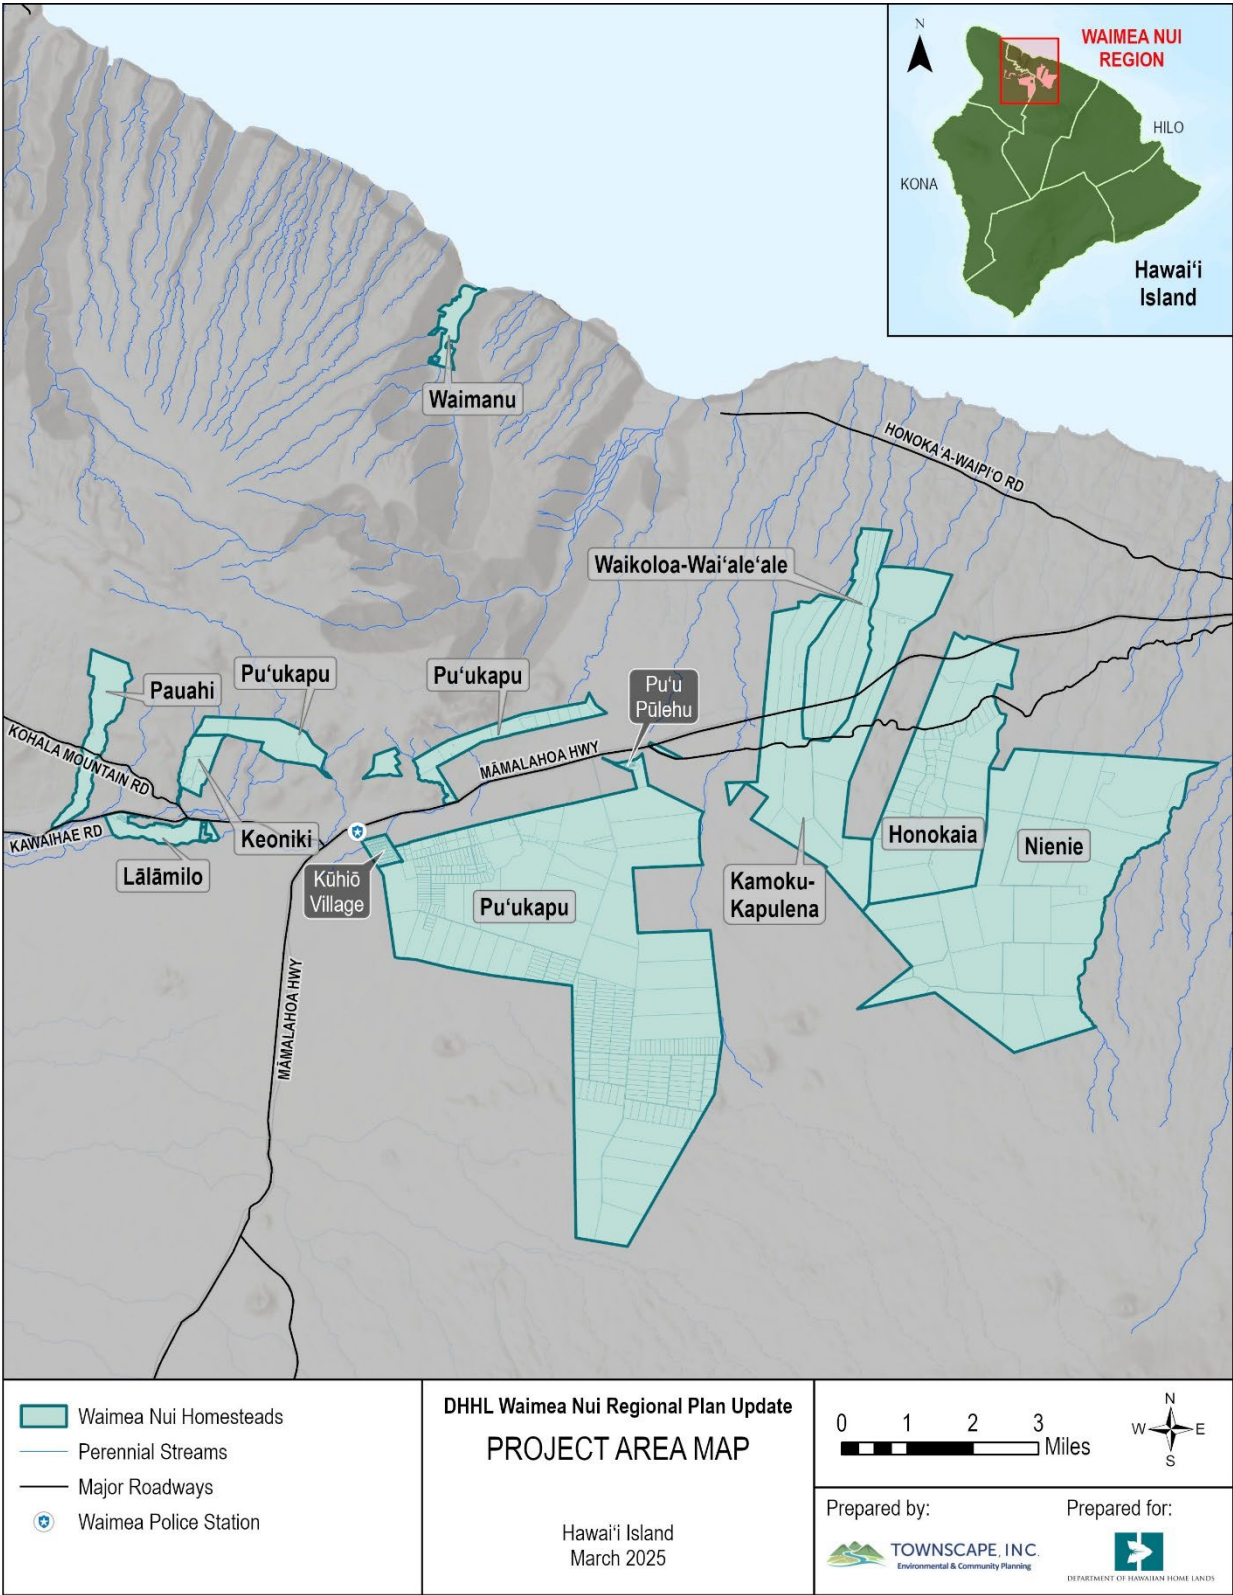 N
WAIMEA NUI
REGION
HILO
KONA
Hawaiʻi
Island
Waimanu
HONOKAʻA-WAIPIʻO RD
Waikoloa-Waiʻaleʻale
Pauahi
Puʻukapu
Puʻukapu
Puʻu
Pūlehu
KOHALA MOUNTAIN RD
MĀMALAHOA HWY
KAWAIHAE RD
Keoniki
Lālāmilo
Kūhiō
Village
Puʻukapu
Kamoku-
Kapulena
Honokaia
Nienie
MĀMALAHOA HWY
Waimea Nui Homesteads
Perennial Streams
Major Roadways
Waimea Police Station
DHHL Waimea Nui Regional Plan Update
PROJECT AREA MAP
Hawaiʻi Island
March 2025
0 1 2 3
Miles
N
W E
S
Prepared by:
TOWNSCAPE, INC.
Environmental & Community Planning
Prepared for:
DEPARTMENT OF HAWAIIAN HOME LANDS